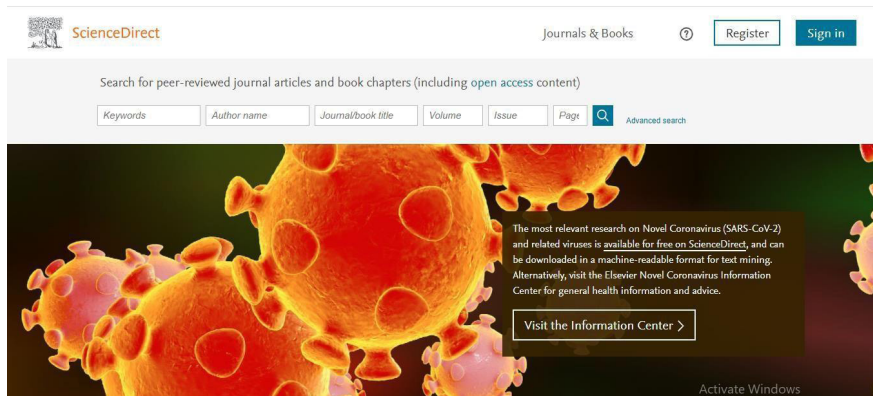 ScienceDirect
Journals & Books
?
Register
Sign in
Search for peer-reviewed journal articles and book chapters (including open access content)
Keywords
Author name
Journal/book title
Volume
Issue
Page
Advanced search
The most relevant research on Novel Coronavirus (SARS-CoV-2)
and related viruses is available for free on ScienceDirect, and can
be downloaded in a machine-readable format for text mining.
Alternatively, visit the Elsevier Novel Coronavirus Information
Center for general health information and advice.
Visit the Information Center >
Activate Windows